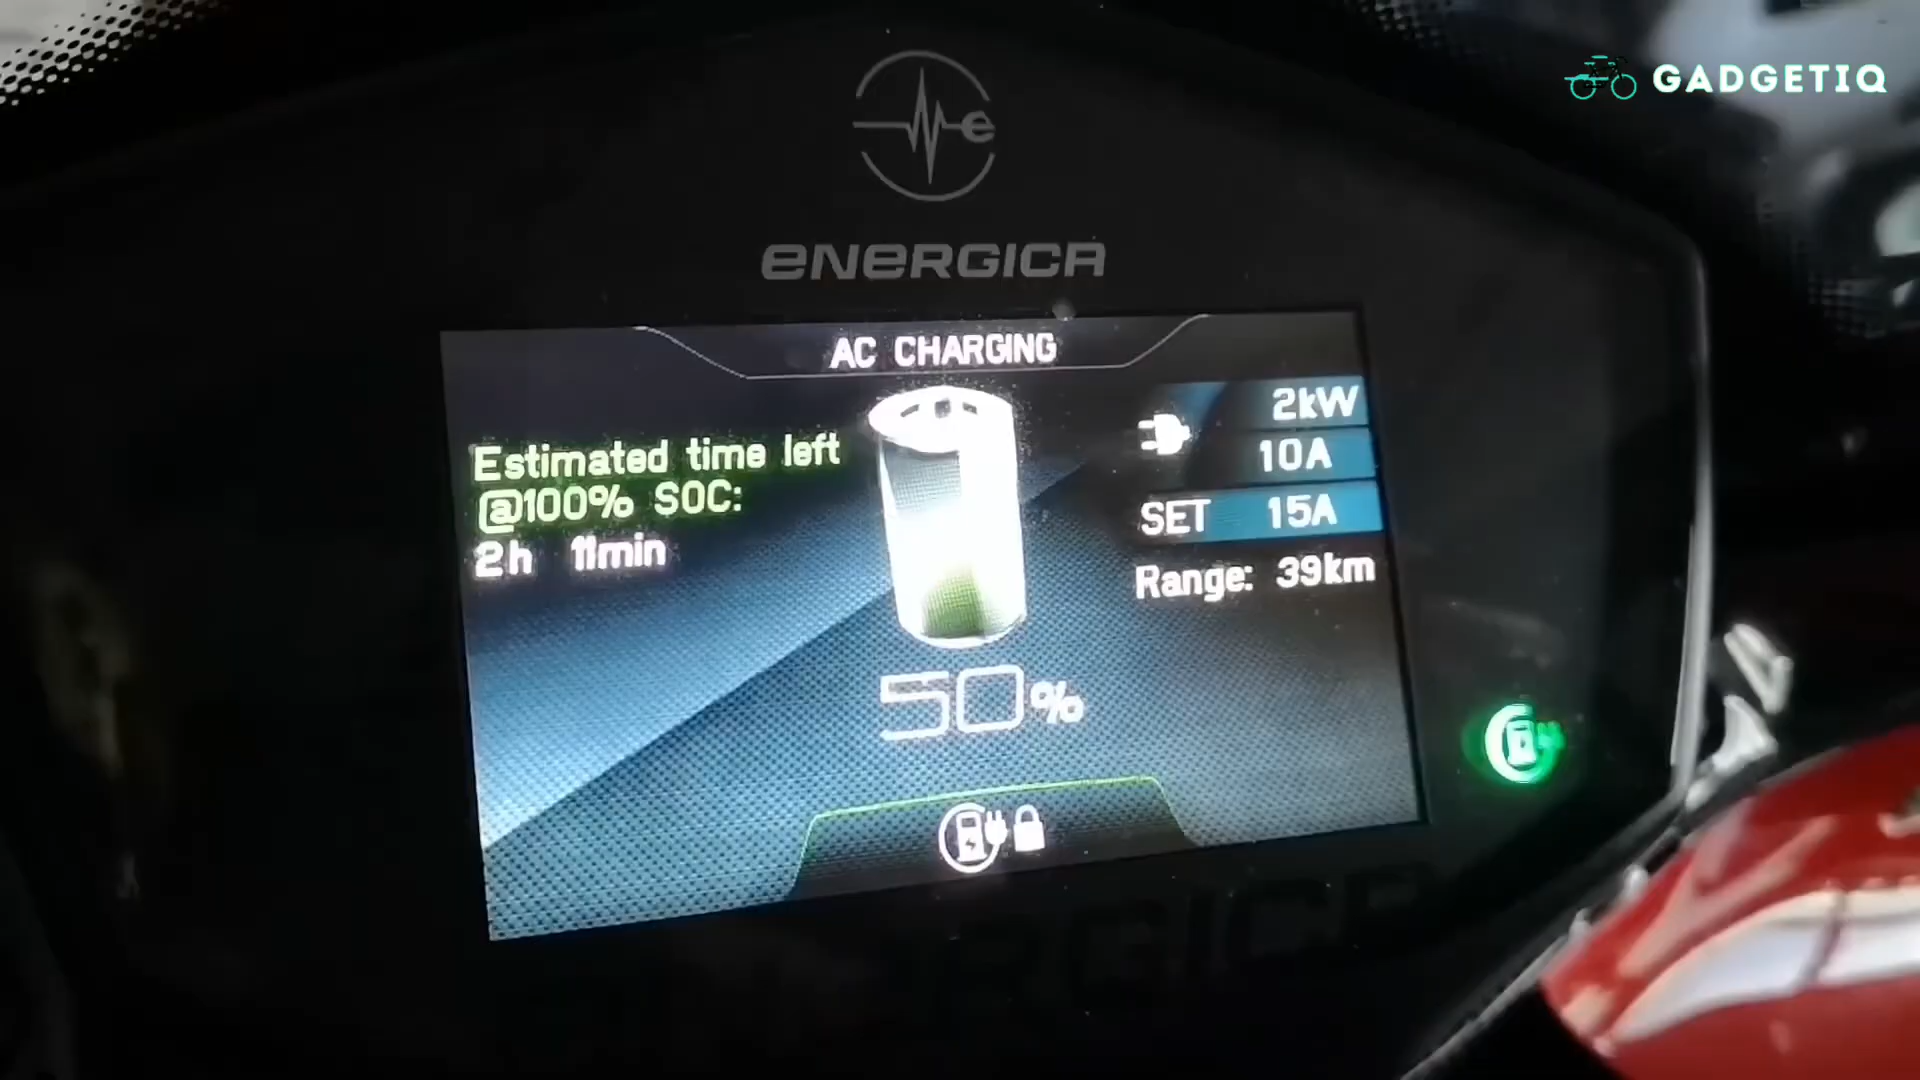 GADGETIQ
e
eNeRGICA
AC CHARGING
Estimated time left
@100% SOC:
2h 11min
2kW
10A
SET 15A
Range: 39km
50%